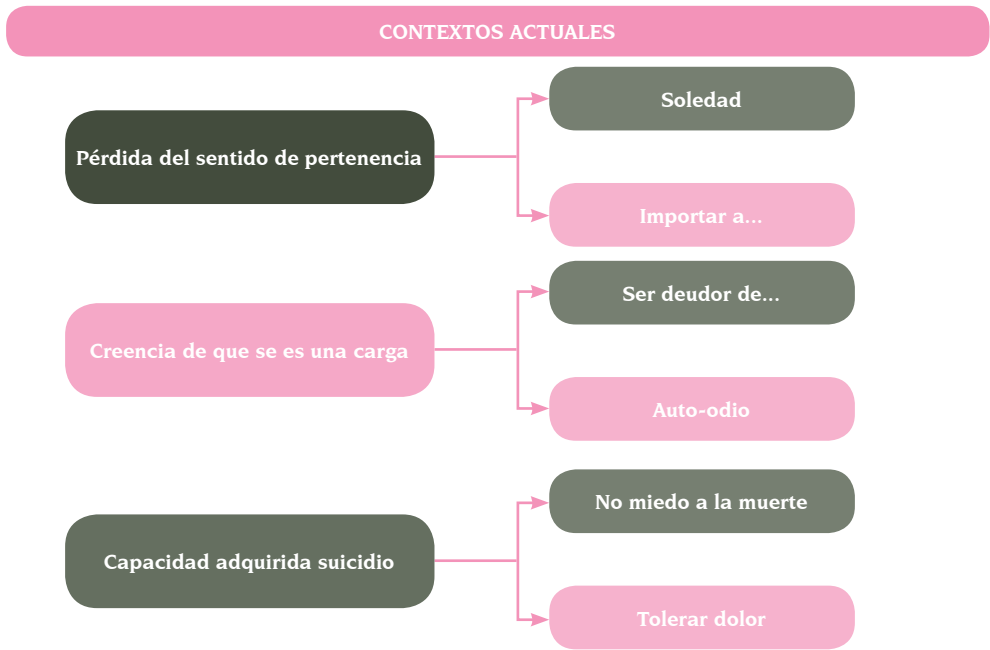 CONTEXTOS ACTUALES
Pérdida del sentido de pertenencia
Soledad
Importar a...
Creencia de que se es una carga
Ser deudor de...
Auto-odio
Capacidad adquirida suicidio
No miedo a la muerte
Tolerar dolor